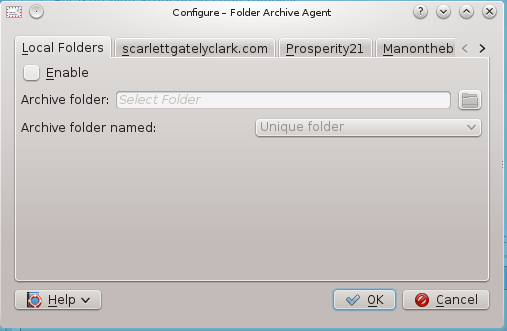 Configure – Folder Archive Agent
Local Folders scarlettgatelyclark.com Prosperity21 Manontheb
Enable
Archive folder: Select Folder
Archive folder named: Unique folder
Help OK Cancel